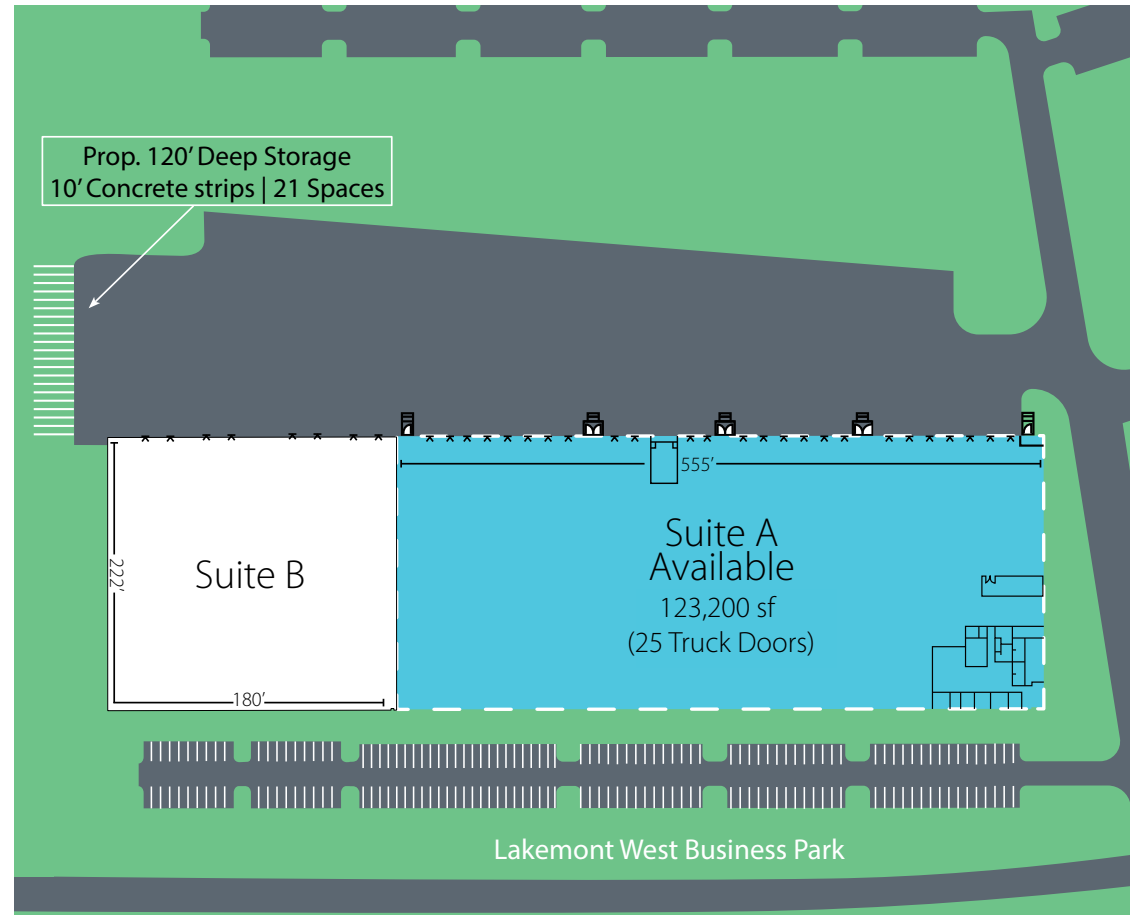 Prop. 120' Deep Storage
10' Concrete strips | 21 Spaces
555'
Suite A
Available
123,200 sf
(25 Truck Doors)
Suite B
222'
180'
Lakemont West Business Park